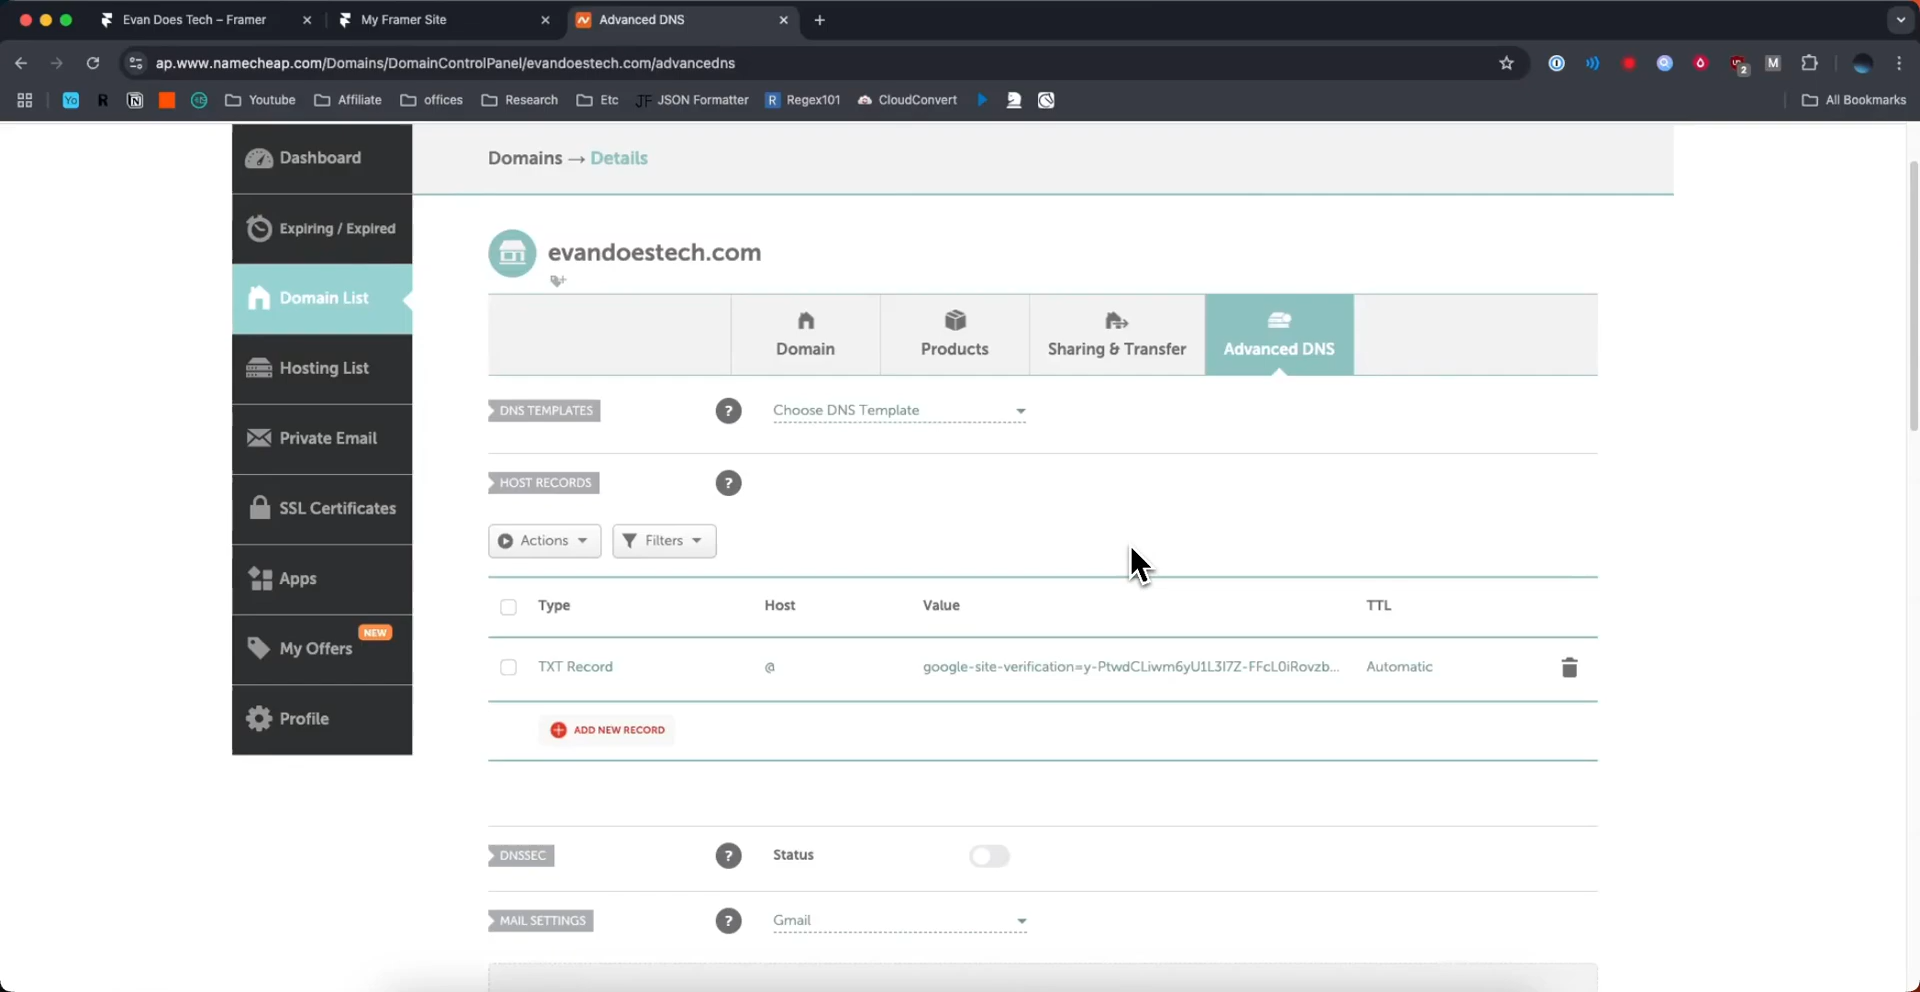 Evan Does Tech – Framer
My Framer Site
Advanced DNS
ap.www.namecheap.com/Domains/DomainControlPanel/evandoestech.com/advancedns
2
M
Yo
R
Youtube
Affiliate
offices
Research
Etc
JF JSON Formatter
R Regex101
CloudConvert
All Bookmarks
Dashboard
Expiring / Expired
Domain List
Hosting List
Private Email
SSL Certificates
Apps
NEW
My Offers
Profile
Domains → Details
evandoestech.com
Domain
Products
Sharing & Transfer
Advanced DNS
DNS TEMPLATES
?
Choose DNS Template
HOST RECORDS
?
Actions
Filters
Type Host Value TTL
TXT Record @ google-site-verification=y-PtwdCLiwm6yU1L3I7Z-FFcL0iRovzb... Automatic
ADD NEW RECORD
DNSSEC
?
Status
MAIL SETTINGS
?
Gmail